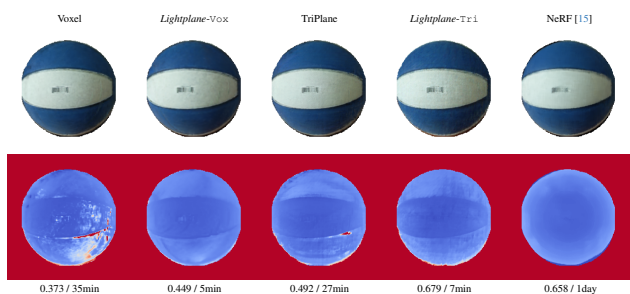 Voxel Lightplane-Vox TriPlane Lightplane-Tri NeRF [15]
0.373 / 35min 0.449 / 5min 0.492 / 27min 0.679 / 7min 0.658 / 1day